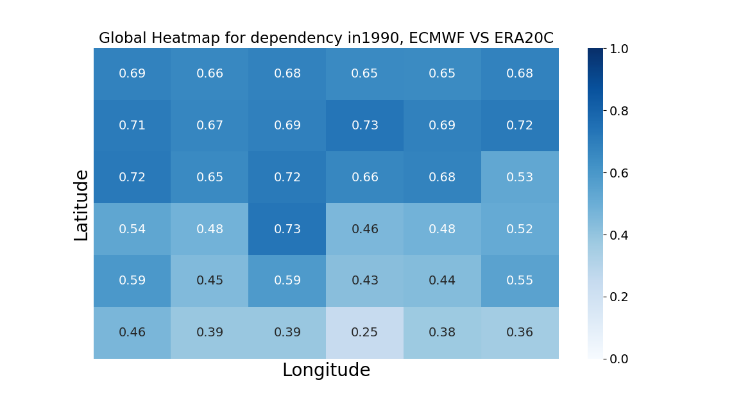 Global Heatmap for dependency in1990, ECMWF VS ERA20C
0.69 0.66 0.68 0.65 0.65 0.68
0.71 0.67 0.69 0.73 0.69 0.72
0.72 0.65 0.72 0.66 0.68 0.53
0.54 0.48 0.73 0.46 0.48 0.52
0.59 0.45 0.59 0.43 0.44 0.55
0.46 0.39 0.39 0.25 0.38 0.36
Latitude
Longitude
1.0
0.8
0.6
0.4
0.2
0.0